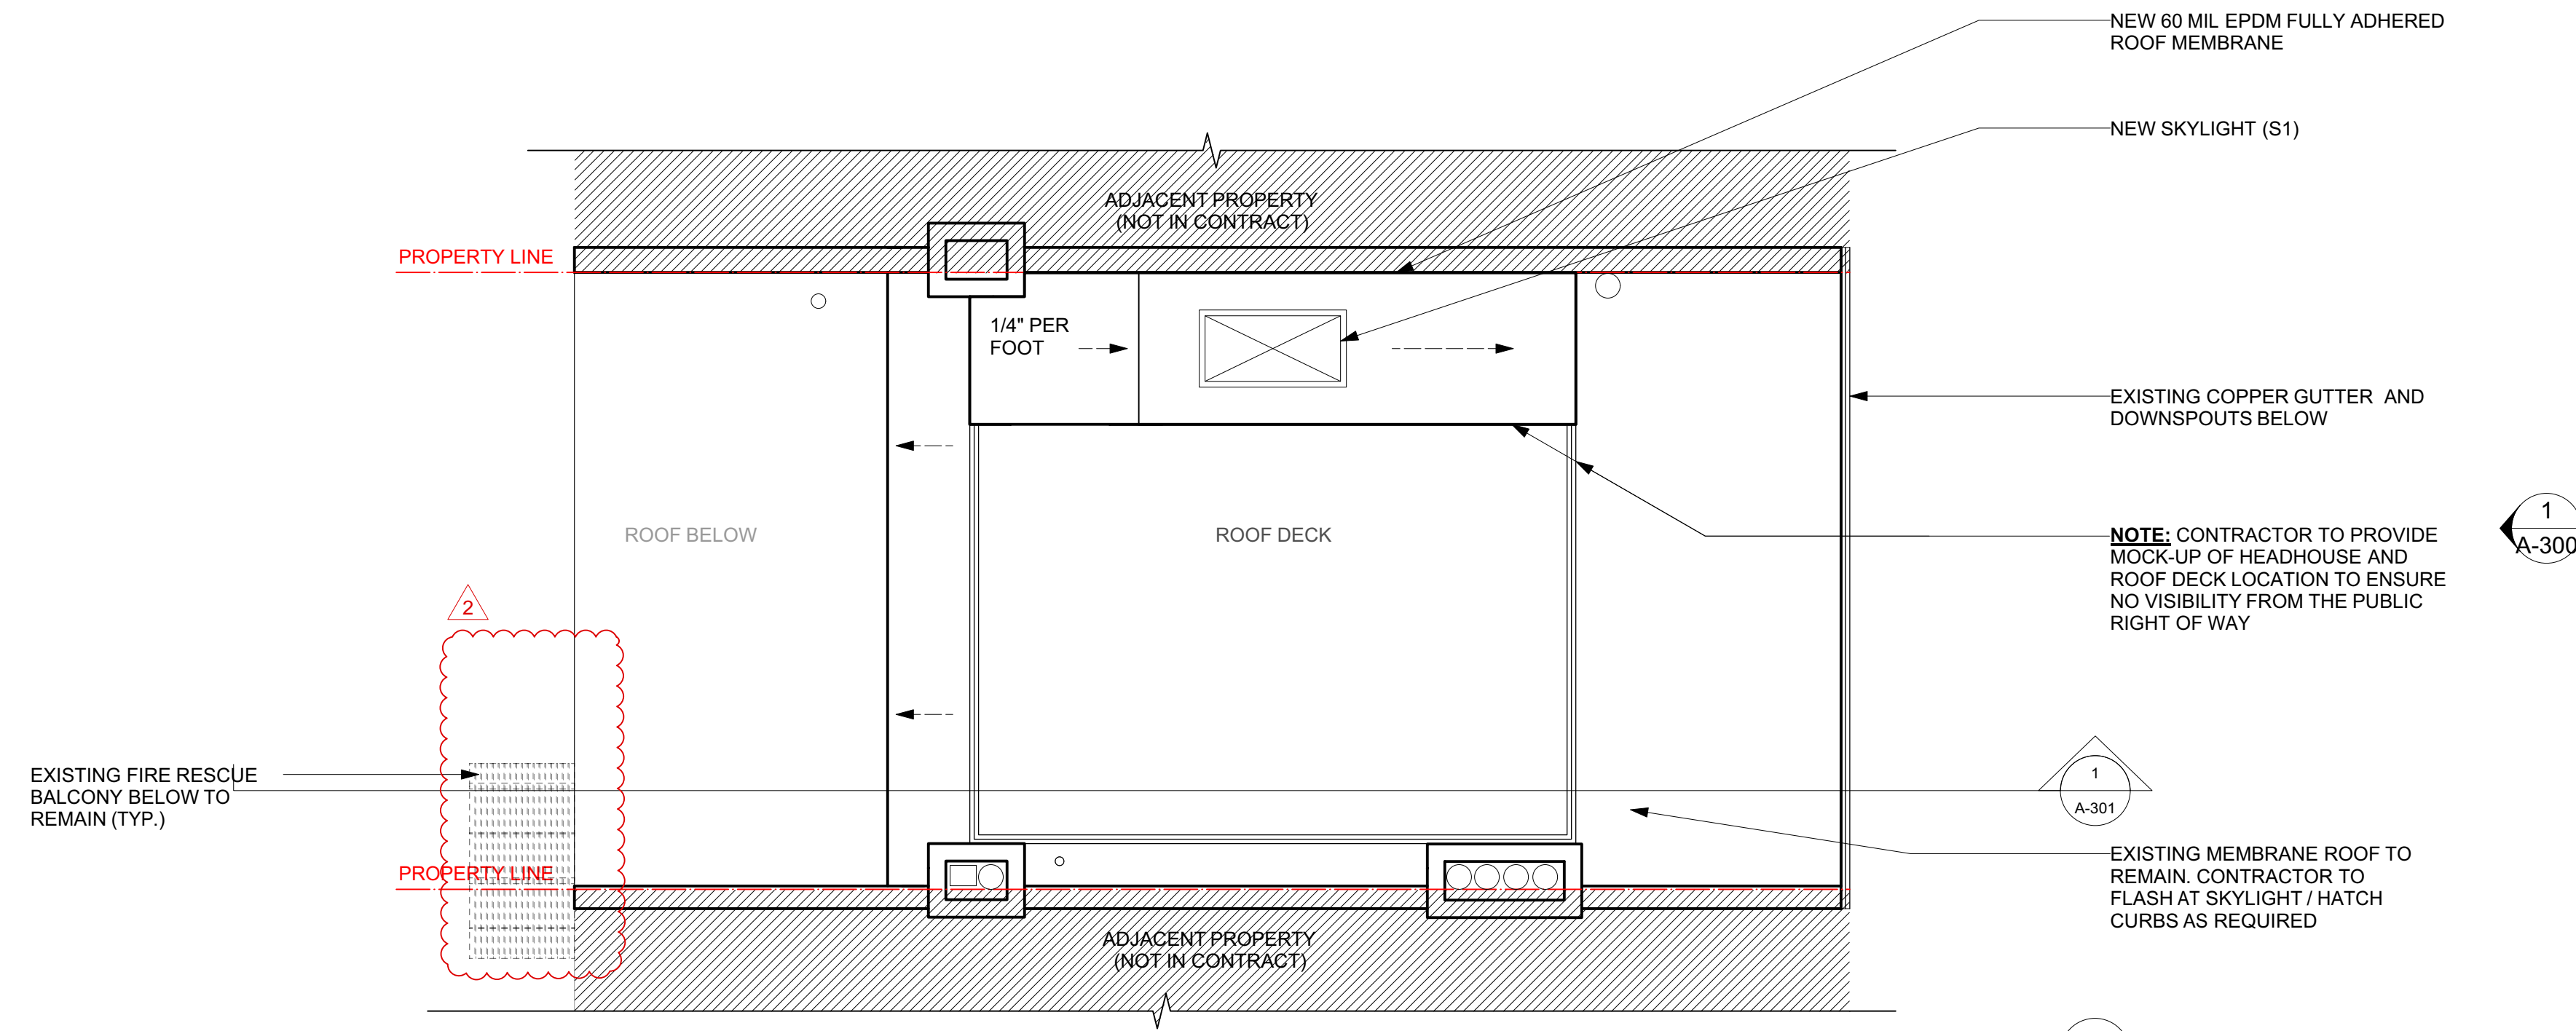 NEW 60 MIL EPDM FULLY ADHERED
ROOF MEMBRANE
NEW SKYLIGHT (S1)
ADJACENT PROPERTY
(NOT IN CONTRACT)
PROPERTY LINE
1/4" PER
FOOT
EXISTING COPPER GUTTER AND
DOWNSPOUTS BELOW
ROOF BELOW
ROOF DECK
NOTE: CONTRACTOR TO PROVIDE
MOCK-UP OF HEADHOUSE AND
ROOF DECK LOCATION TO ENSURE
NO VISIBILITY FROM THE PUBLIC
RIGHT OF WAY
1
A-300
2
EXISTING FIRE RESCUE
BALCONY BELOW TO
REMAIN (TYP.)
1
A-301
PROPERTY LINE
EXISTING MEMBRANE ROOF TO
REMAIN. CONTRACTOR TO
FLASH AT SKYLIGHT / HATCH
CURBS AS REQUIRED
ADJACENT PROPERTY
(NOT IN CONTRACT)